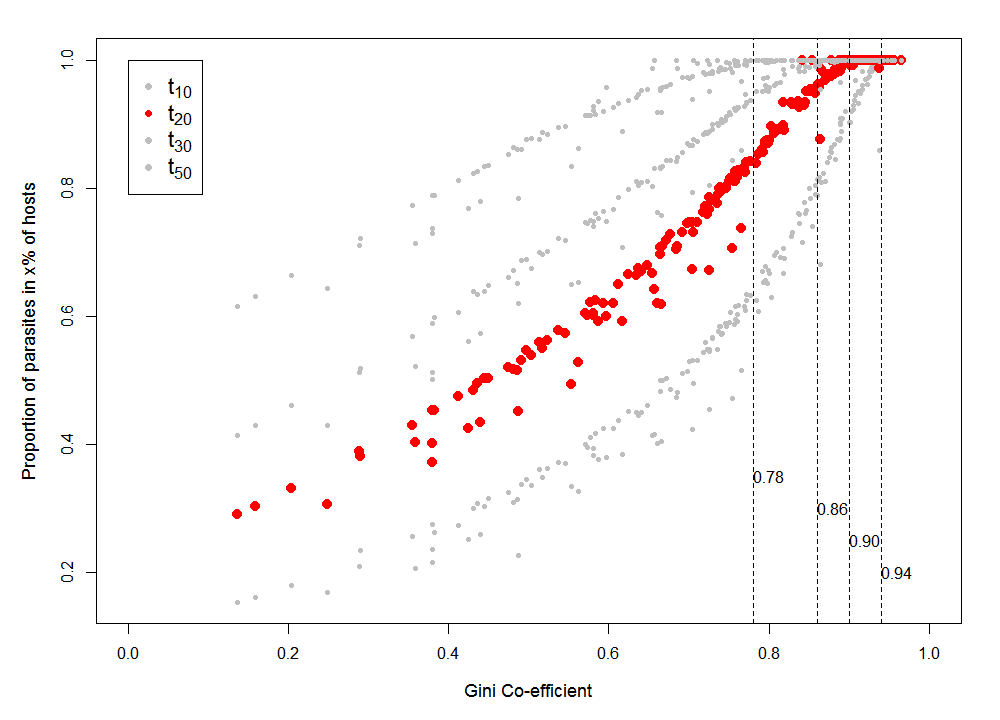 Proportion of parasites in x% of hosts
1.0
0.8
0.6
0.4
0.2
t10
t20
t30
t50
0.78
0.86
0.90
0.94
0.0 0.2 0.4 0.6 0.8 1.0
Gini Co-efficient